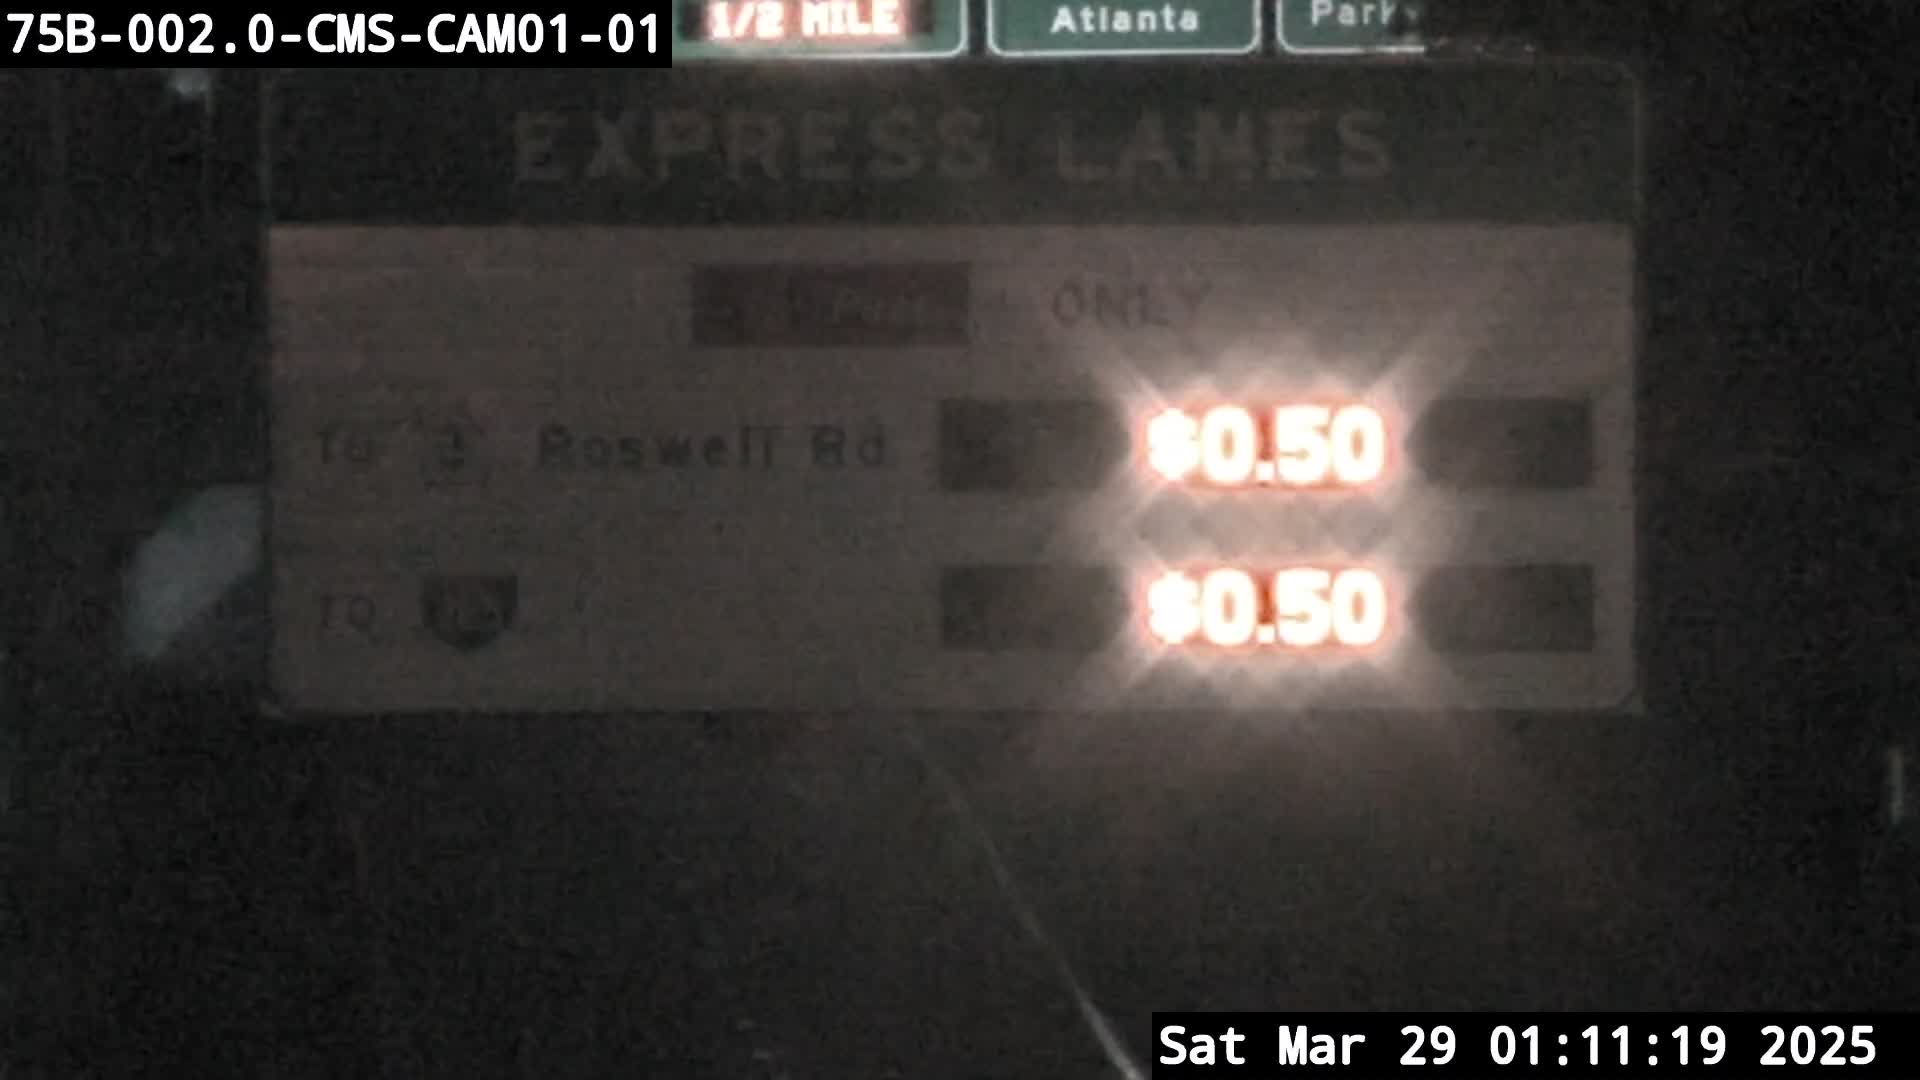 75B-002.0-CMS-CAM01-01
1/2 MILE
Atlanta
EXPRESS LANES
ONLY
TO Roswell Rd $0.50
TO $0.50
Sat Mar 29 01:11:19 2025